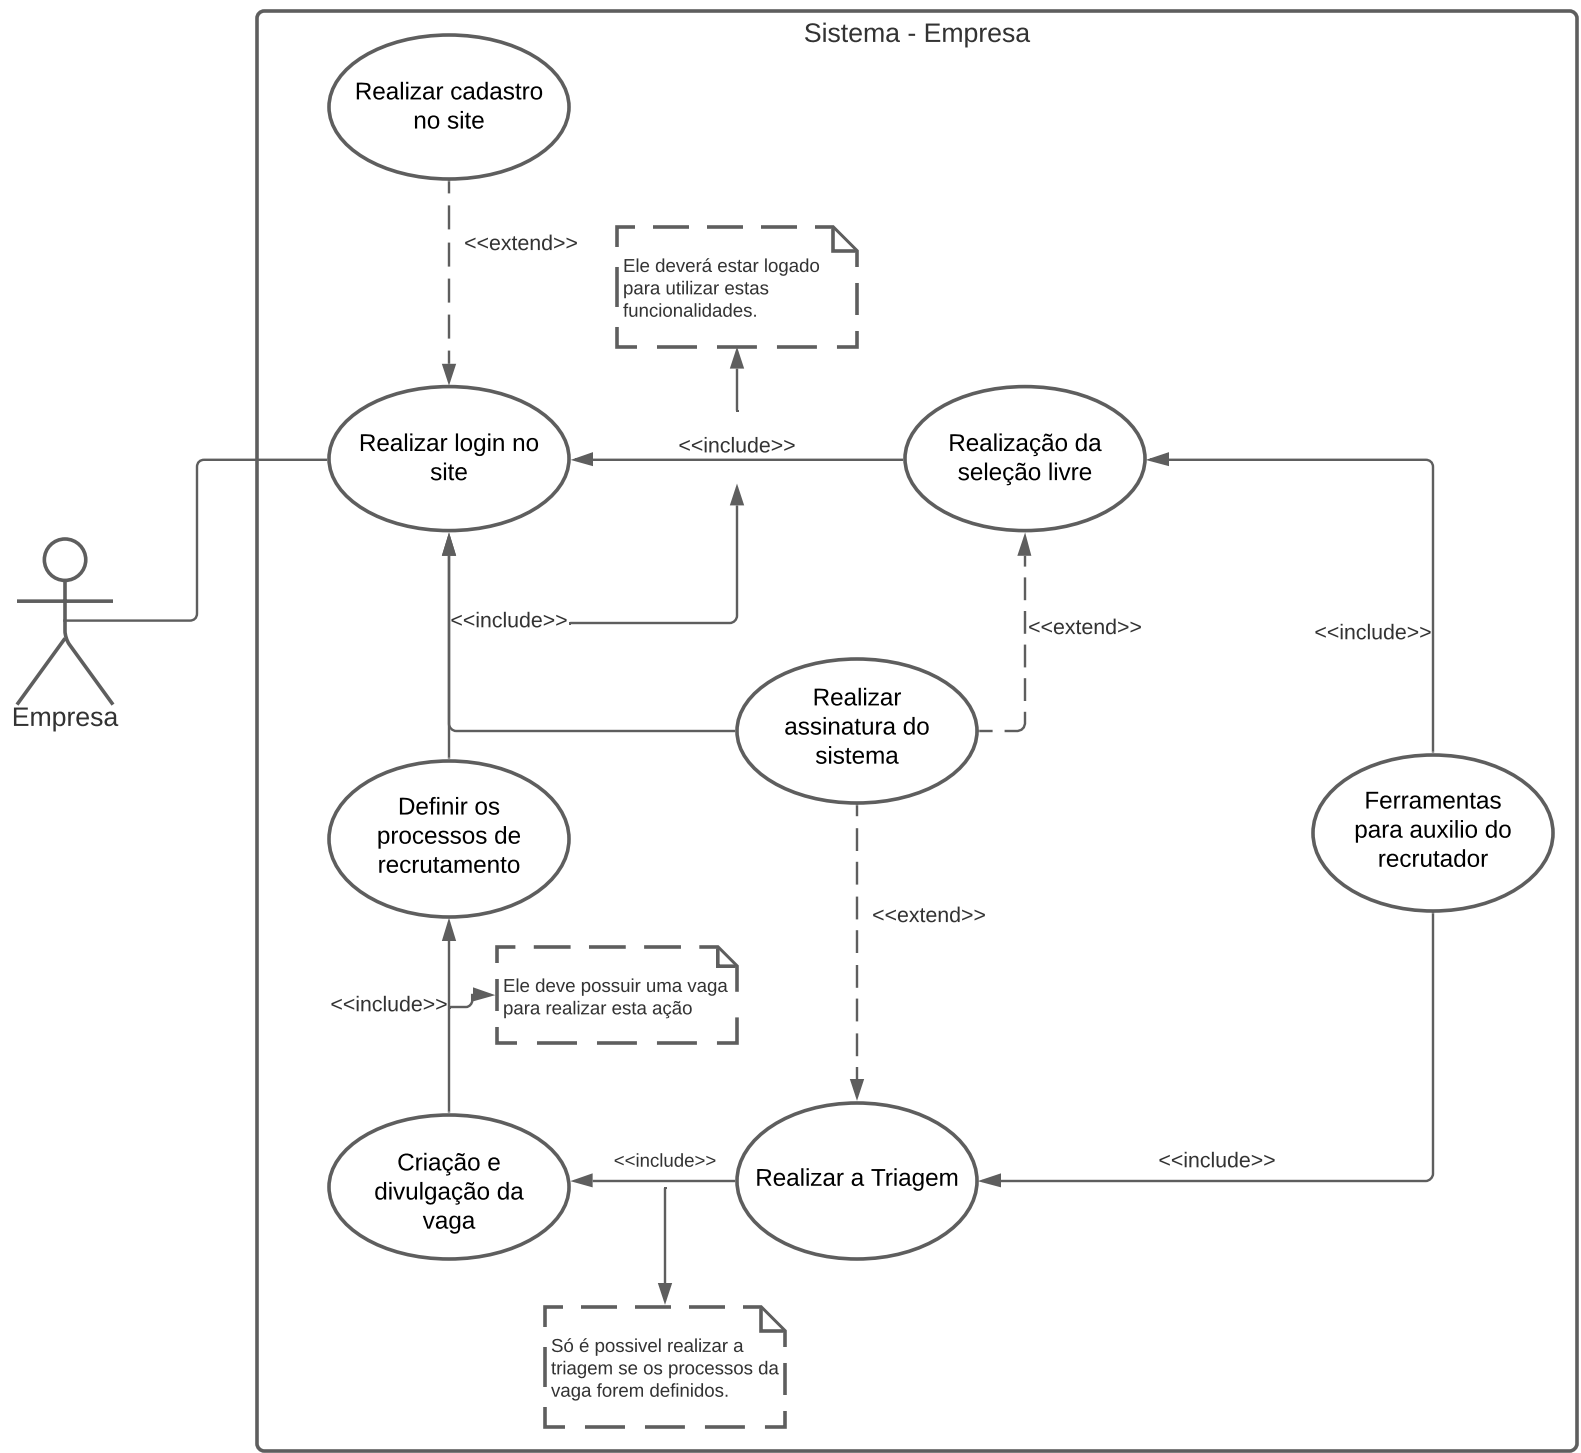 Sistema - Empresa
Realizar cadastro
no site
<<extend>>
Ele deverá estar logado
para utilizar estas
funcionalidades.
Realizar login no
site
<<include>>
Realização da
seleção livre
<<include>>
<<extend>>
<<include>>
Empresa
Realizar
assinatura do
sistema
Definir os
processos de
recrutamento
Ferramentas
para auxilio do
recrutador
<<extend>>
<<include>>
Ele deve possuir uma vaga
para realizar esta ação
Criação e
divulgação da
vaga
<<include>>
Realizar a Triagem
<<include>>
Só é possivel realizar a
triagem se os processos da
vaga forem definidos.